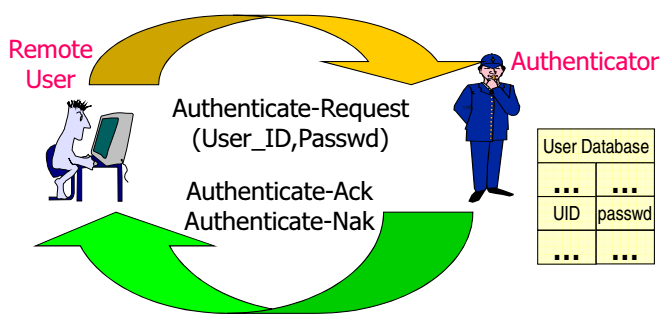 Remote
User
Authenticator
Authenticate-Request
(User_ID,Passwd)
Authenticate-Ack
Authenticate-Nak
User Database
... ...
UID passwd
... ...